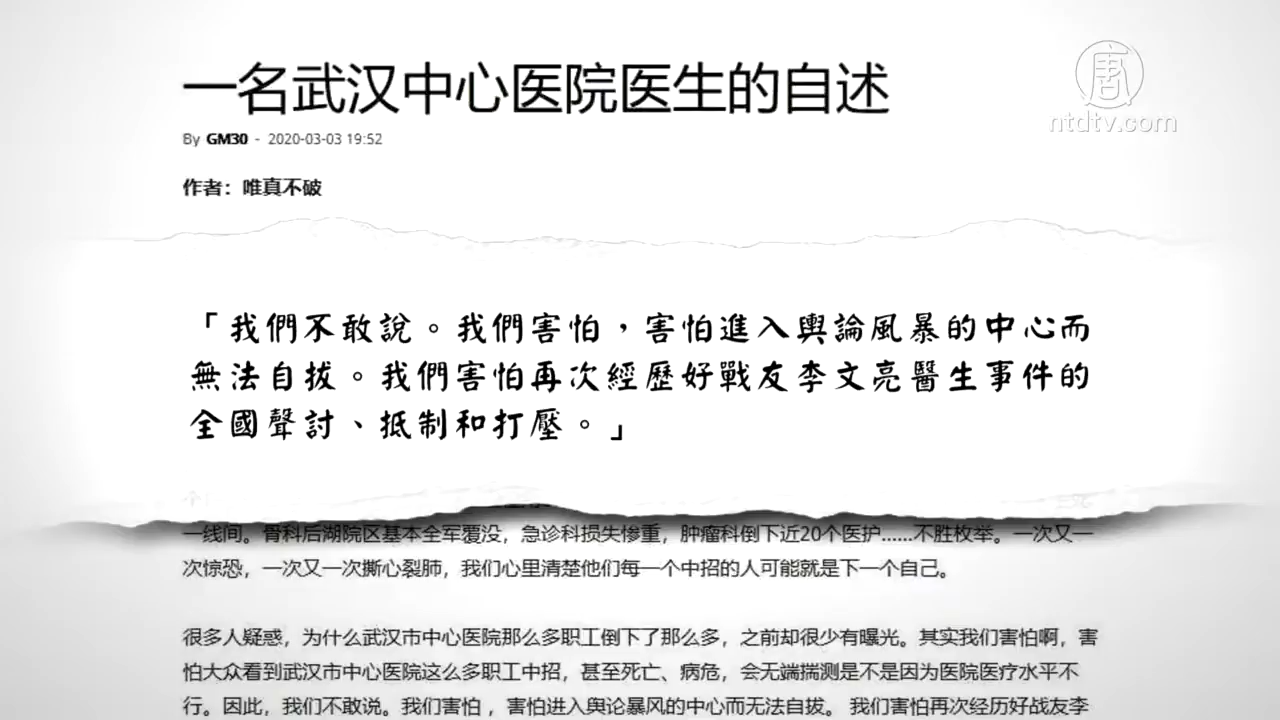 一名武汉中心医院医生的自述
唐
ntdtv.com
By GM30 - 2020-03-03 19:52
作者：唯真不破
「我們不敢說。我們害怕，害怕進入輿論風暴的中心而
無法自拔。我們害怕再次經歷好戰友李文亮醫生事件的
全國聲討、抵制和打壓。」
一线间。骨科后湖院区基本全军覆没，急诊科损失惨重，肿瘤科倒下近20个医护......不胜枚举。一次又一
次惊恐，一次又一次撕心裂肺，我们心里清楚他们每一个中招的人可能就是下一个自己。
很多人疑惑，为什么武汉市中心医院那么多职工倒下了那么多，之前却很少有曝光。其实我们害怕啊，害
怕大众看到武汉市中心医院这么多职工中招，甚至死亡、病危，会无端揣测是不是因为医院医疗水平不
行。因此，我们不敢说。我们害怕 ，害怕进入舆论暴风的中心而无法自拔。 我们害怕再次经历好战友李